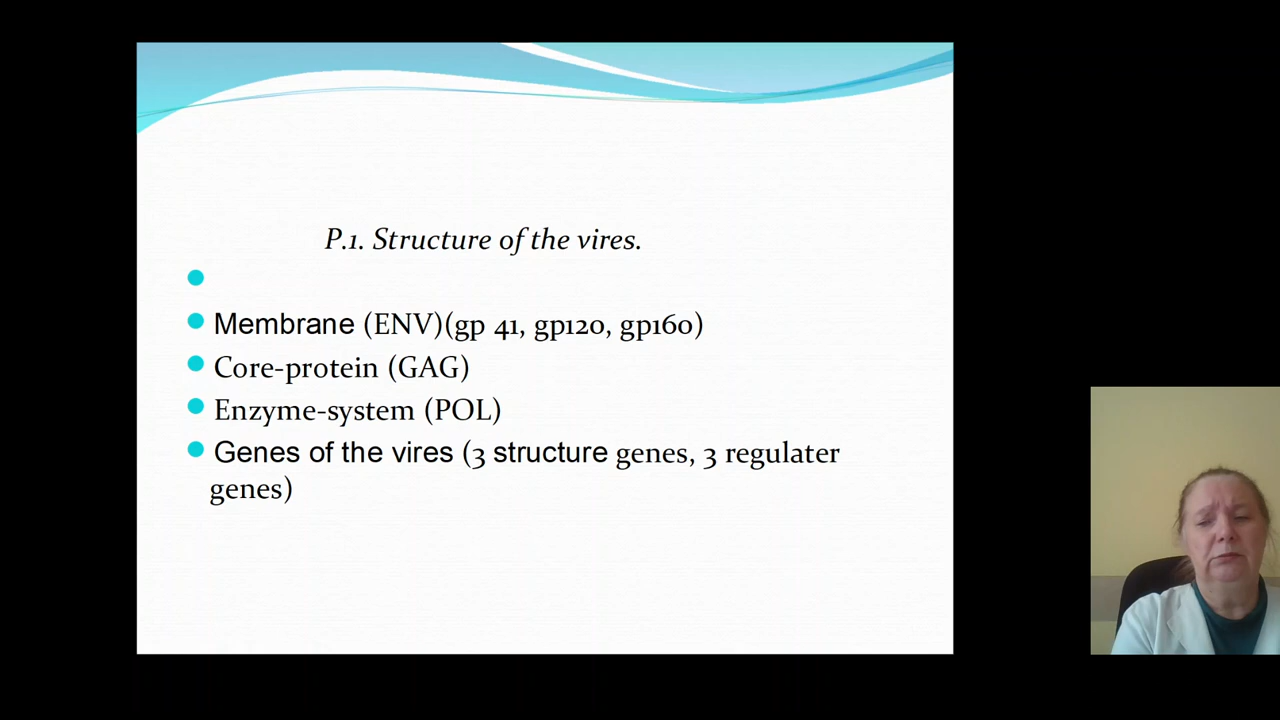 P.1. Structure of the vires.
Membrane (ENV)(gp 41, gp120, gp160)
Core-protein (GAG)
Enzyme-system (POL)
Genes of the vires (3 structure genes, 3 regulater
genes)